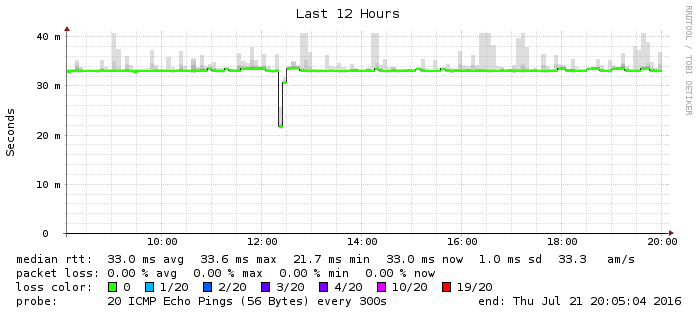 Last 12 Hours
RRDTOOL / TOBI OETIKER
Seconds
40 m
30 m
20 m
10 m
0
10:00 12:00 14:00 16:00 18:00 20:00
median rtt: 33.0 ms avg 33.6 ms max 21.7 ms min 33.0 ms now 1.0 ms sd 33.3 am/s
packet loss: 0.00 % avg 0.00 % max 0.00 % min 0.00 % now
loss color: 0 1/20 2/20 3/20 4/20 10/20 19/20
probe: 20 ICMP Echo Pings (56 Bytes) every 300s end: Thu Jul 21 20:05:04 2016